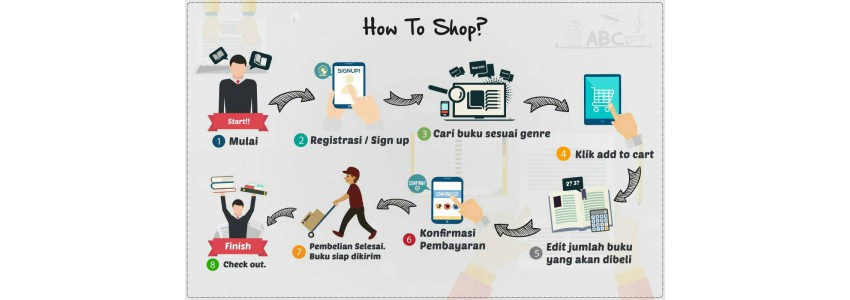 How To Shop?
ABC
Start!!
1 Mulai
SIGNUP!
2 Registrasi / Sign up
3 Cari buku sesuai genre
4 Klik add to cart
2? 3?
5 Edit jumlah buku
yang akan dibeli
6 Konfirmasi
Pembayaran
7 Pembelian Selesai.
Buku siap dikirim
Finish
8 Check out.